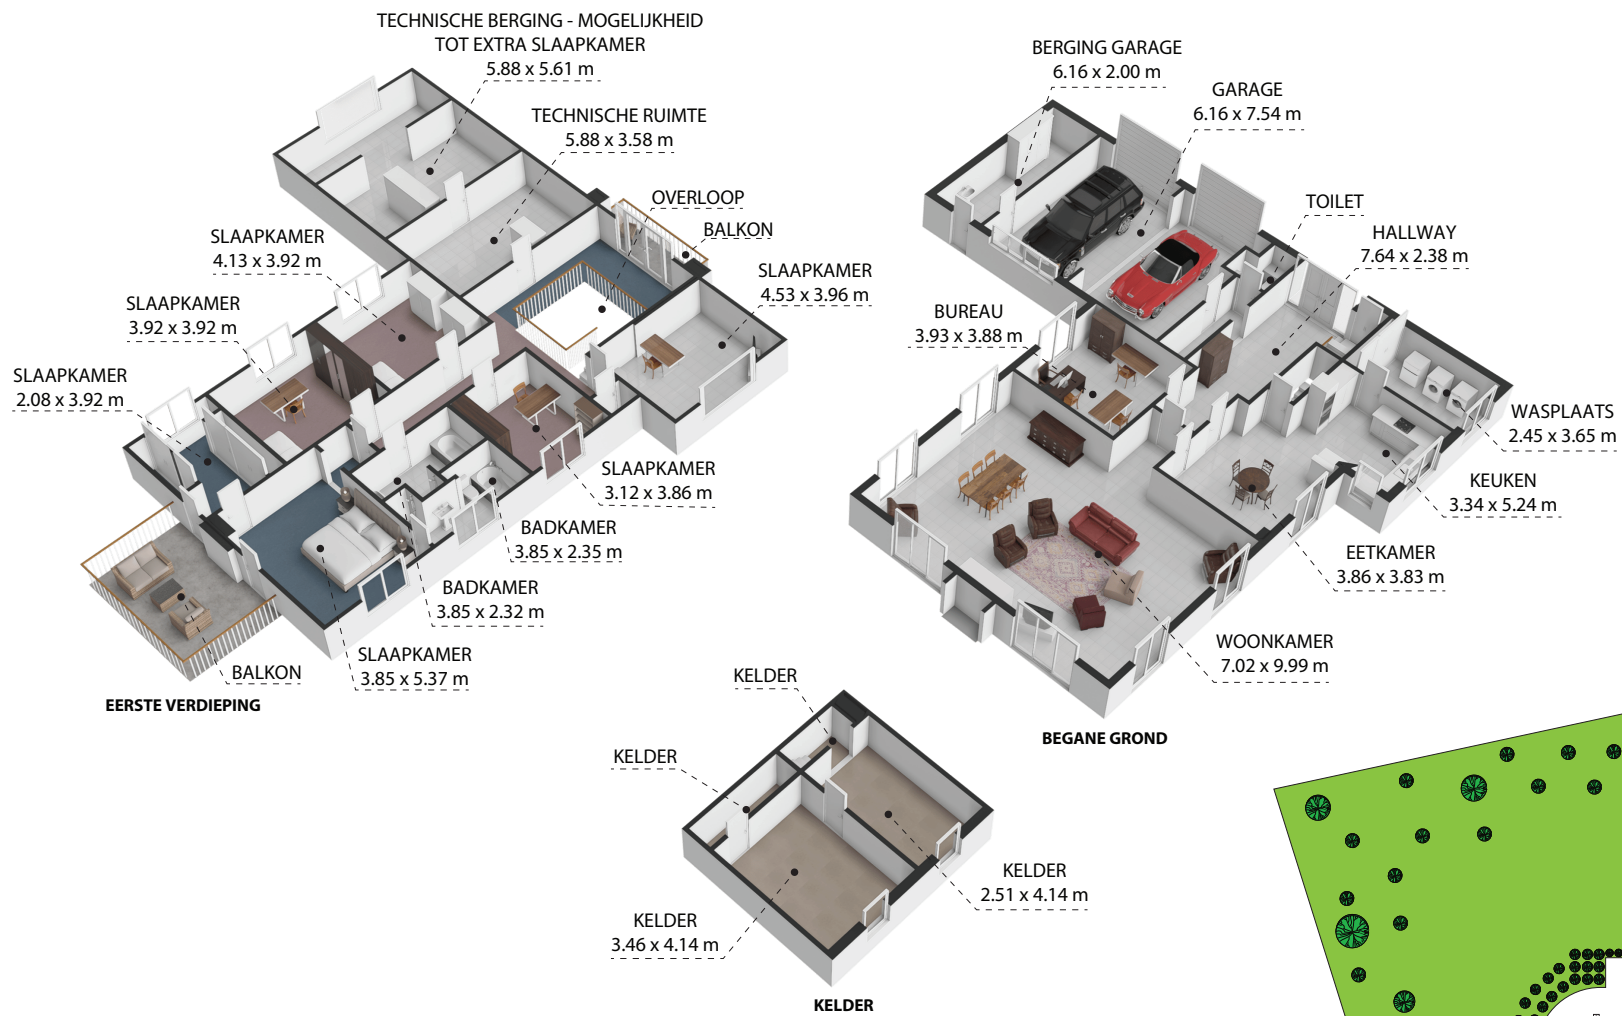 TECHNISCHE BERGING - MOGELIJKHEID
TOT EXTRA SLAAPKAMER
5.88 x 5.61 m
TECHNISCHE RUIMTE
5.88 x 3.58 m
OVERLOOP
BALKON
SLAAPKAMER
4.13 x 3.92 m
SLAAPKAMER
4.53 x 3.96 m
SLAAPKAMER
3.92 x 3.92 m
SLAAPKAMER
2.08 x 3.92 m
SLAAPKAMER
3.12 x 3.86 m
BADKAMER
3.85 x 2.35 m
BADKAMER
3.85 x 2.32 m
SLAAPKAMER
3.85 x 5.37 m
BALKON
EERSTE VERDIEPING
BERGING GARAGE
6.16 x 2.00 m
GARAGE
6.16 x 7.54 m
TOILET
HALLWAY
7.64 x 2.38 m
BUREAU
3.93 x 3.88 m
WASPLAATS
2.45 x 3.65 m
KEUKEN
3.34 x 5.24 m
EETKAMER
3.86 x 3.83 m
WOONKAMER
7.02 x 9.99 m
BEGANE GROND
KELDER
KELDER
KELDER
2.51 x 4.14 m
KELDER
3.46 x 4.14 m
KELDER